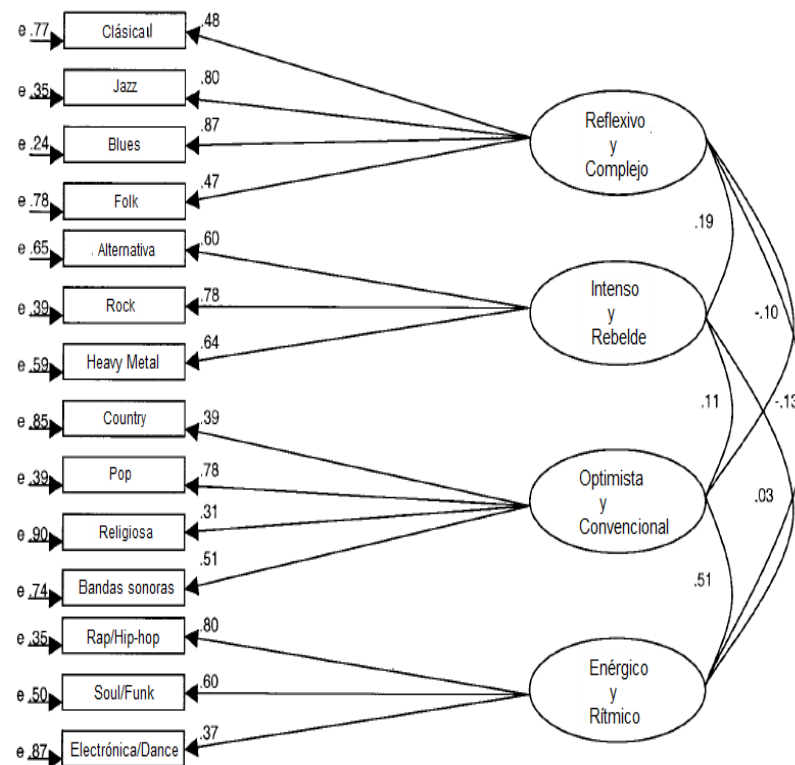 e .77 Clásical .48
e .35 Jazz .80
e .24 Blues .87
e .78 Folk .47
Reflexivo
y
Complejo
e .65 Alternativa .60
e .39 Rock .78
e .59 Heavy Metal .64
Intenso
y
Rebelde
e .85 Country .39
e .39 Pop .78
e .90 Religiosa .31
e .74 Bandas sonoras .51
Optimista
y
Convencional
e .35 Rap/Hip-hop .80
e .50 Soul/Funk .60
e .87 Electrónica/Dance .37
Enérgico
y
Rítmico
.19
-.10
.11
-.13
.03
.51